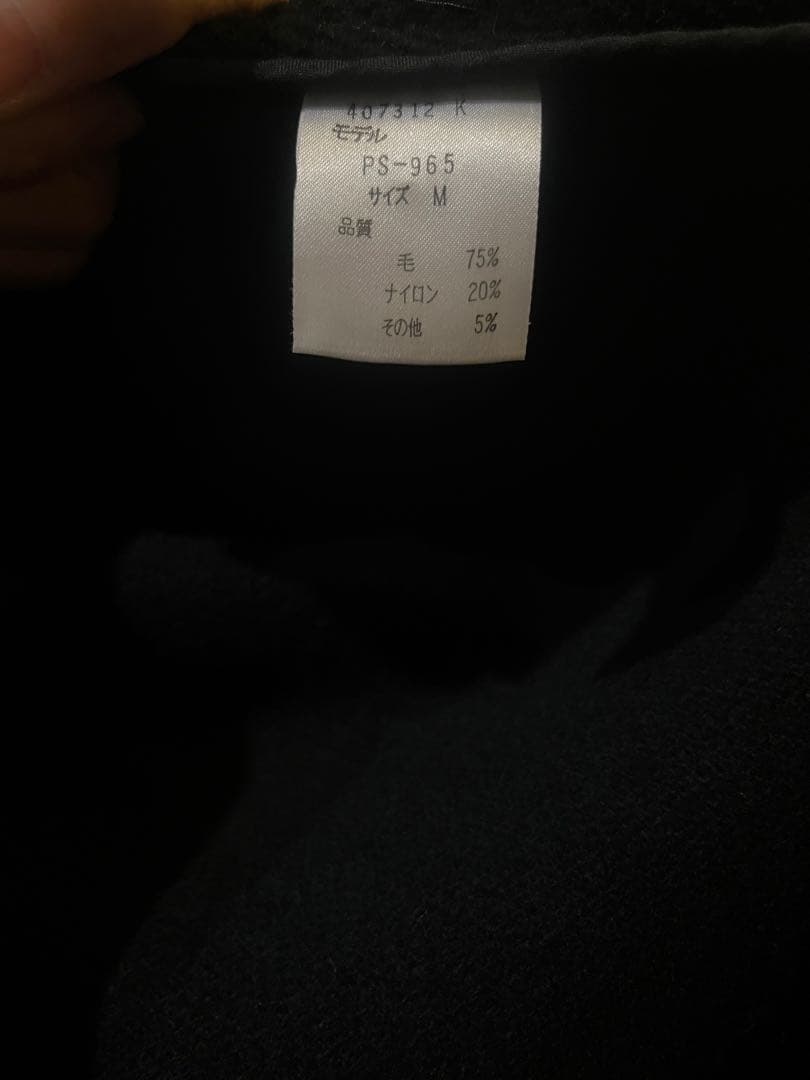 407312 K
モデル
PS-965
サイズ M
品質
毛 75%
ナイロン 20%
その他 5%